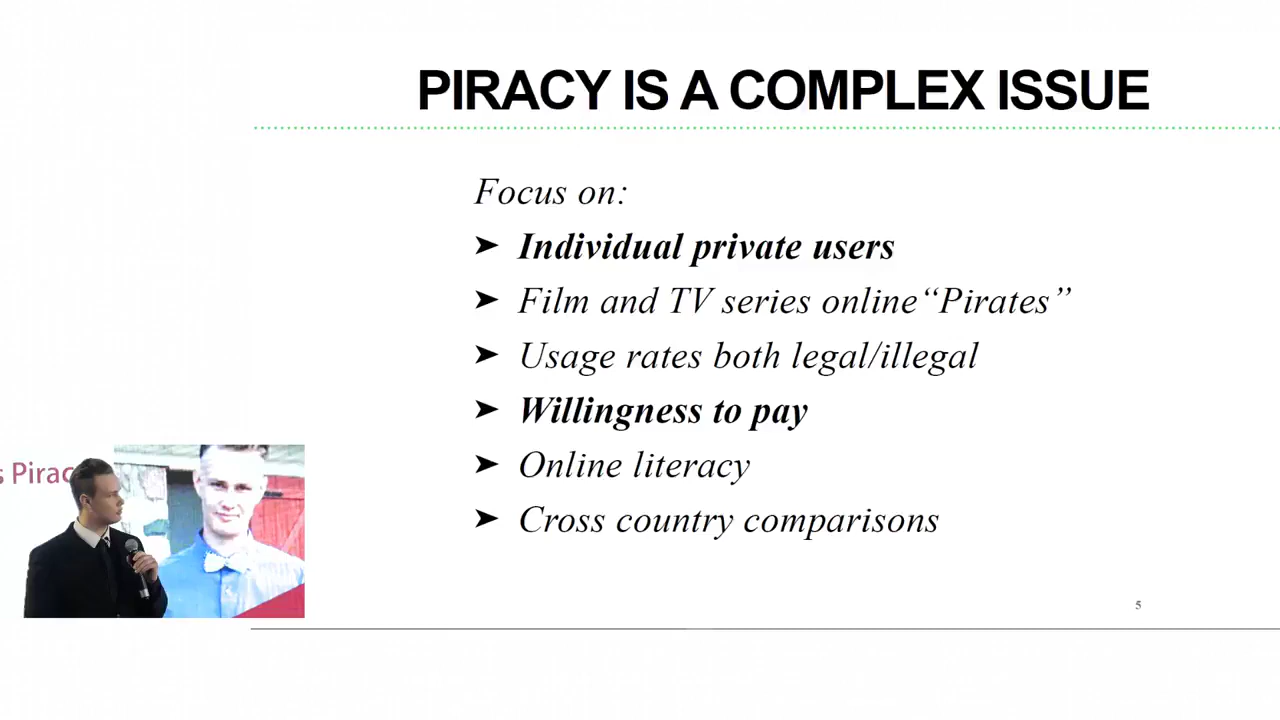 PIRACY IS A COMPLEX ISSUE
Focus on:
➤ Individual private users
➤ Film and TV series online“Pirates”
➤ Usage rates both legal/illegal
➤ Willingness to pay
➤ Online literacy
➤ Cross country comparisons
s Pirac
5